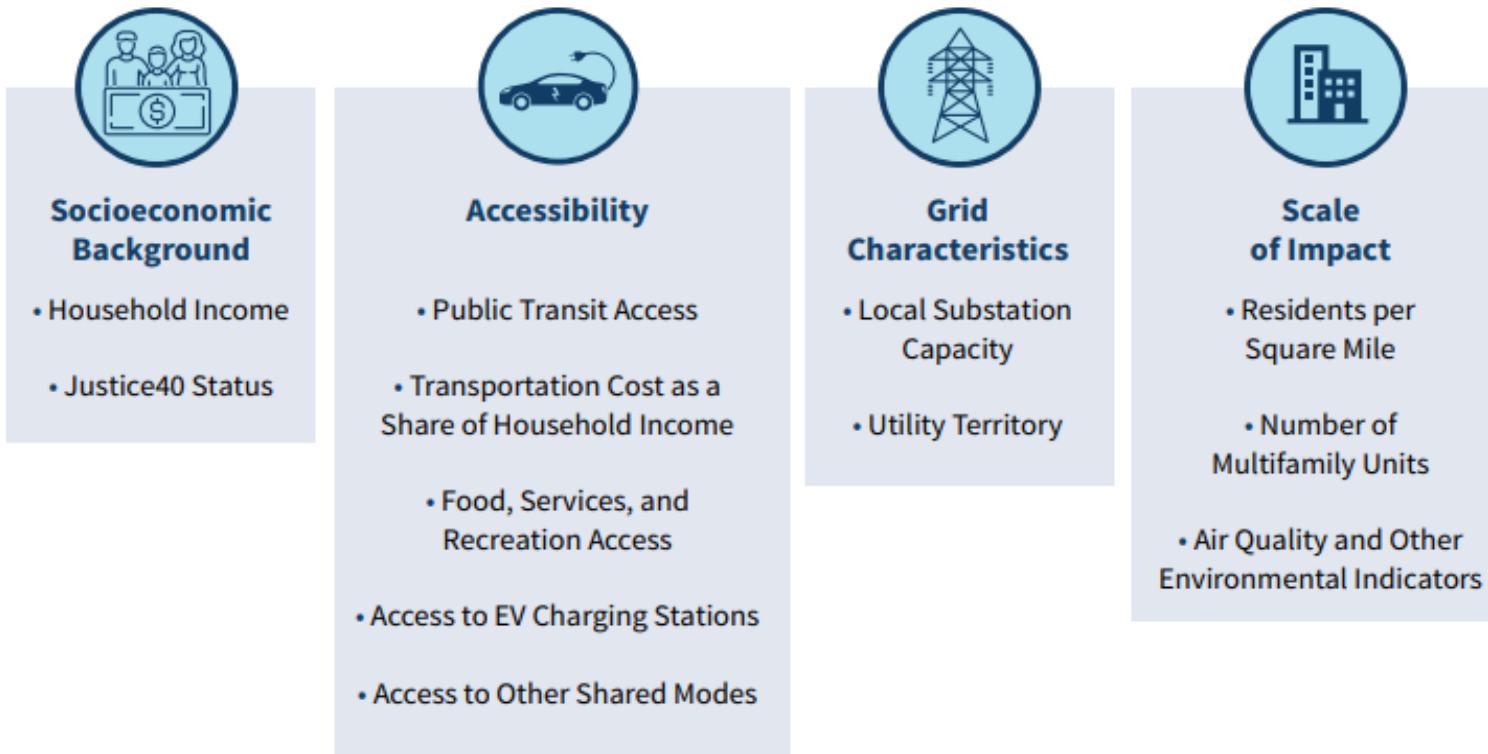 $
Socioeconomic
Background
• Household Income
• Justice40 Status
Accessibility
• Public Transit Access
• Transportation Cost as a
Share of Household Income
• Food, Services, and
Recreation Access
• Access to EV Charging Stations
• Access to Other Shared Modes
Grid
Characteristics
• Local Substation
Capacity
• Utility Territory
Scale
of Impact
• Residents per
Square Mile
• Number of
Multifamily Units
• Air Quality and Other
Environmental Indicators